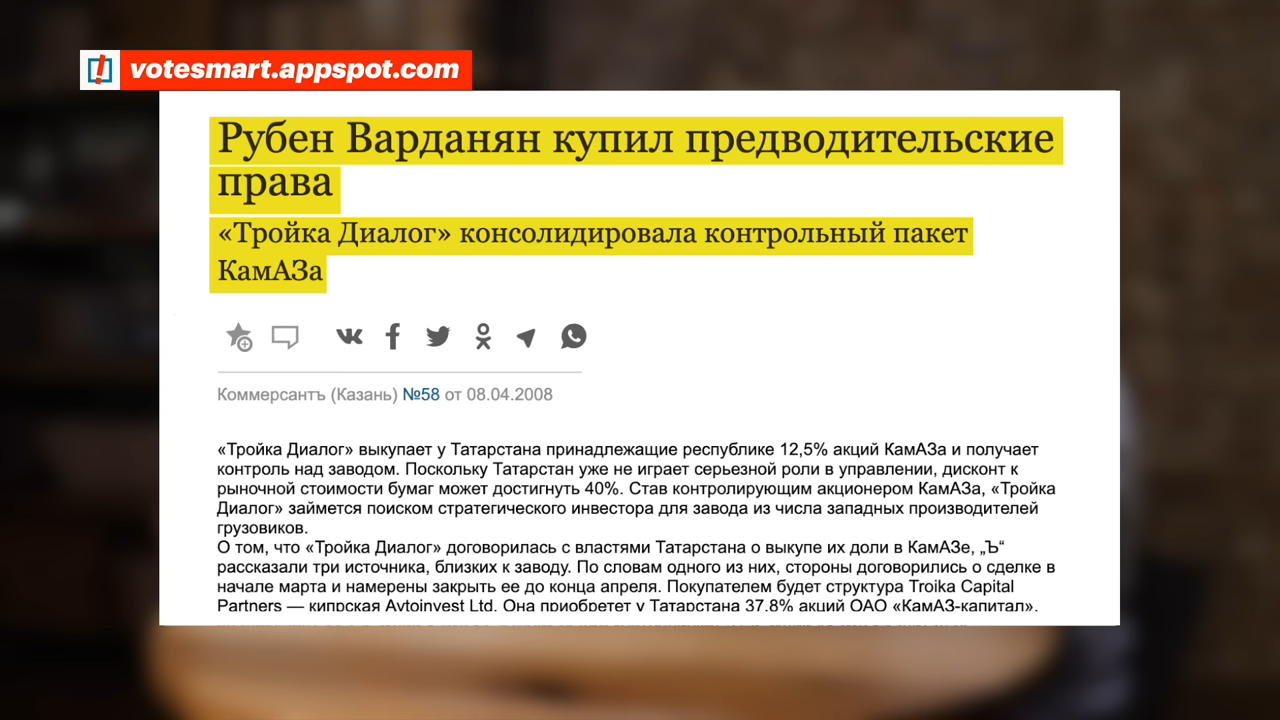 votesmart.appspot.com
Рубен Варданян купил предводительские
права
«Тройка Диалог» консолидировала контрольный пакет
КамАЗа
Коммерсантъ (Казань) №58 от 08.04.2008
«Тройка Диалог» выкупает у Татарстана принадлежащие республике 12,5% акций КамАЗа и получает
контроль над заводом. Поскольку Татарстан уже не играет серьезной роли в управлении, дисконт к
рыночной стоимости бумаг может достигнуть 40%. Став контролирующим акционером КамАЗа, «Тройка
Диалог» займется поиском стратегического инвестора для завода из числа западных производителей
грузовиков.
О том, что «Тройка Диалог» договорилась с властями Татарстана о выкупе их доли в КамАЗе, „Ъ“
рассказали три источника, близких к заводу. По словам одного из них, стороны договорились о сделке в
начале марта и намерены закрыть ее до конца апреля. Покупателем будет структура Troika Capital
Partners — кипрская Avtoinvest Ltd. Она приобретет у Татарстана 37,8% акций ОАО «КамАЗ-капитал»,